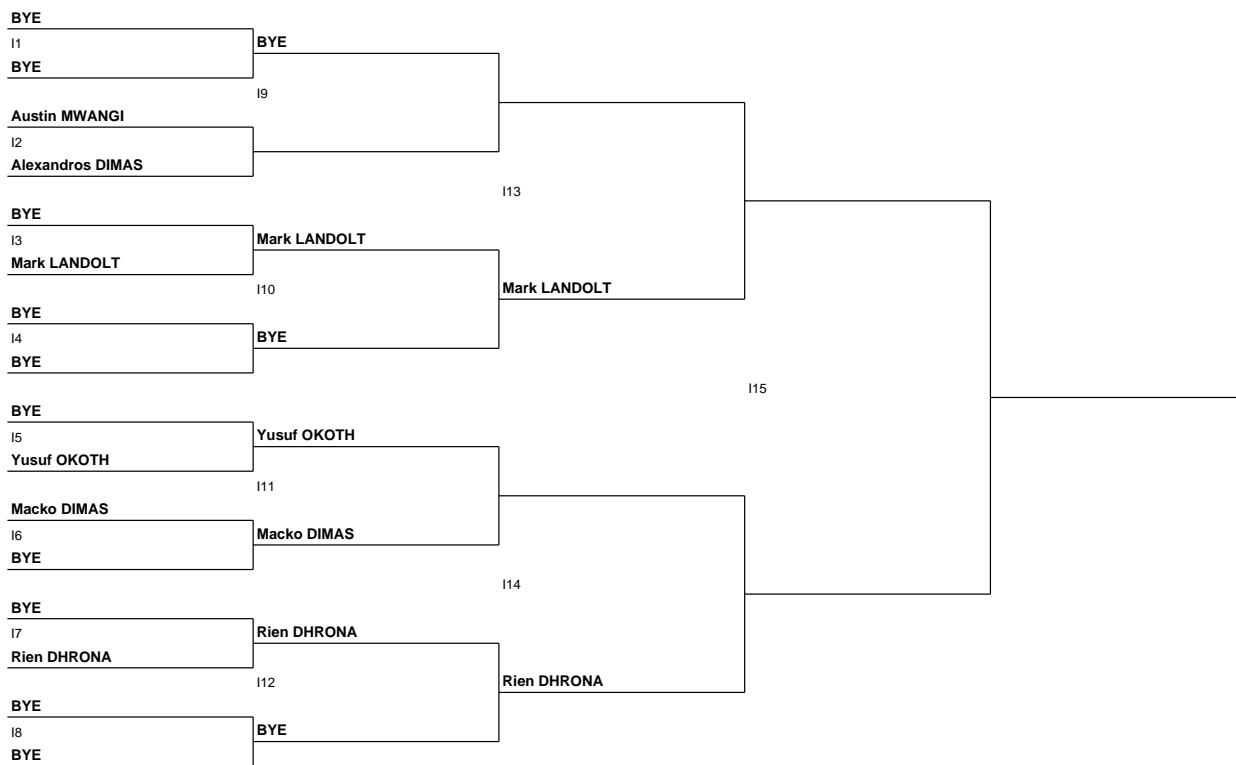 BYE
I1
BYE
BYE
I9
Austin MWANGI
I2
Alexandros DIMAS
I13
BYE
I3
Mark LANDOLT
Mark LANDOLT
I10
Mark LANDOLT
BYE
I4
BYE
BYE
I15
BYE
I5
Yusuf OKOTH
Yusuf OKOTH
I11
Macko DIMAS
I6
Macko DIMAS
BYE
I14
BYE
I7
Rien DHRONA
Rien DHRONA
I12
Rien DHRONA
BYE
I8
BYE
BYE